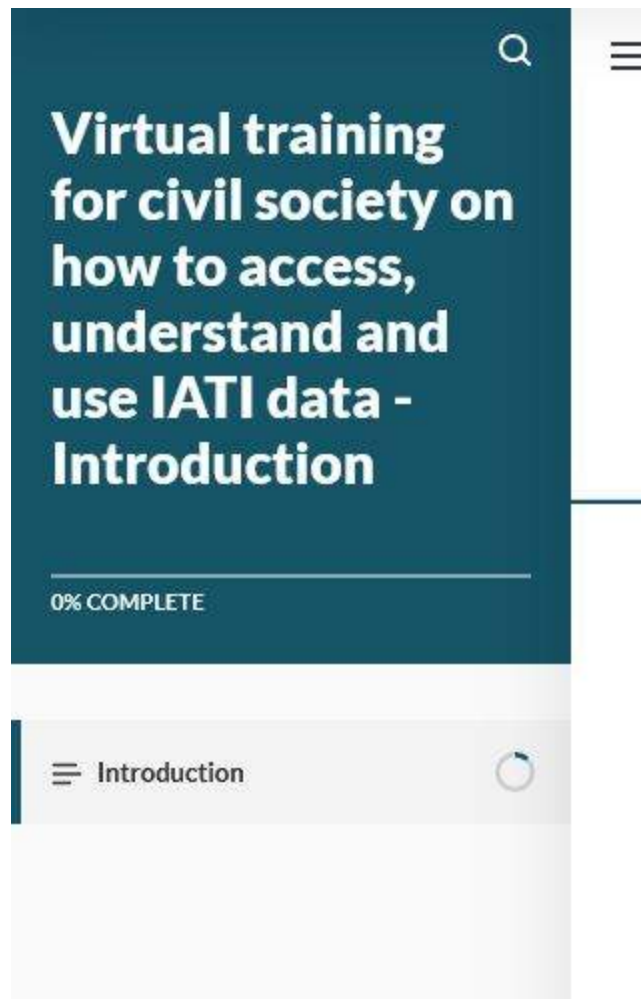 Virtual training
for civil society on
how to access,
understand and
use IATI data -
Introduction
0% COMPLETE
Introduction